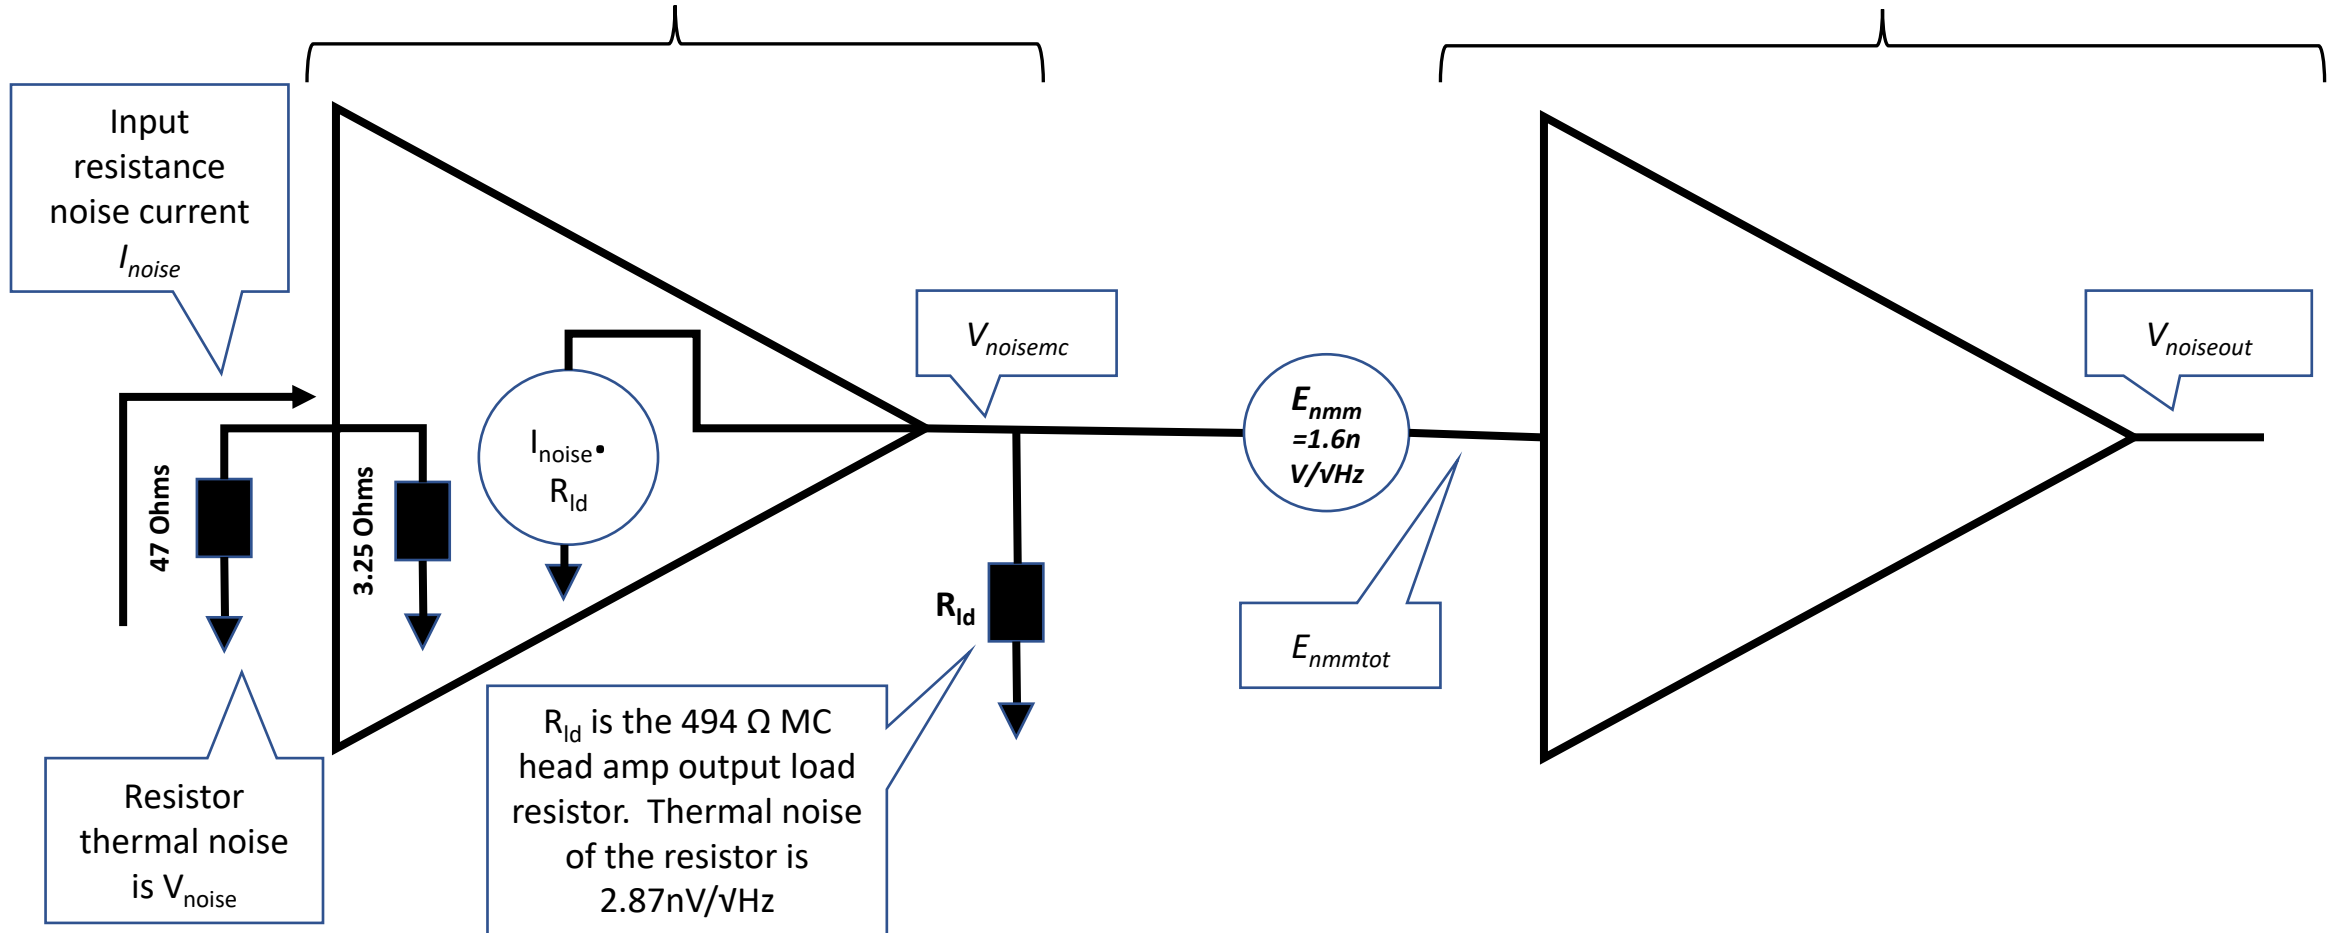 Input
resistance
noise current
Inoise
47 Ohms
3.25 Ohms
Inoise•
Rld
Vnoisemc
Enmm
=1.6n
V/√Hz
Vnoiseout
Rld
Enmmtot
Resistor
thermal noise
is Vnoise
Rld is the 494 Ω MC
head amp output load
resistor. Thermal noise
of the resistor is
2.87nV/√Hz